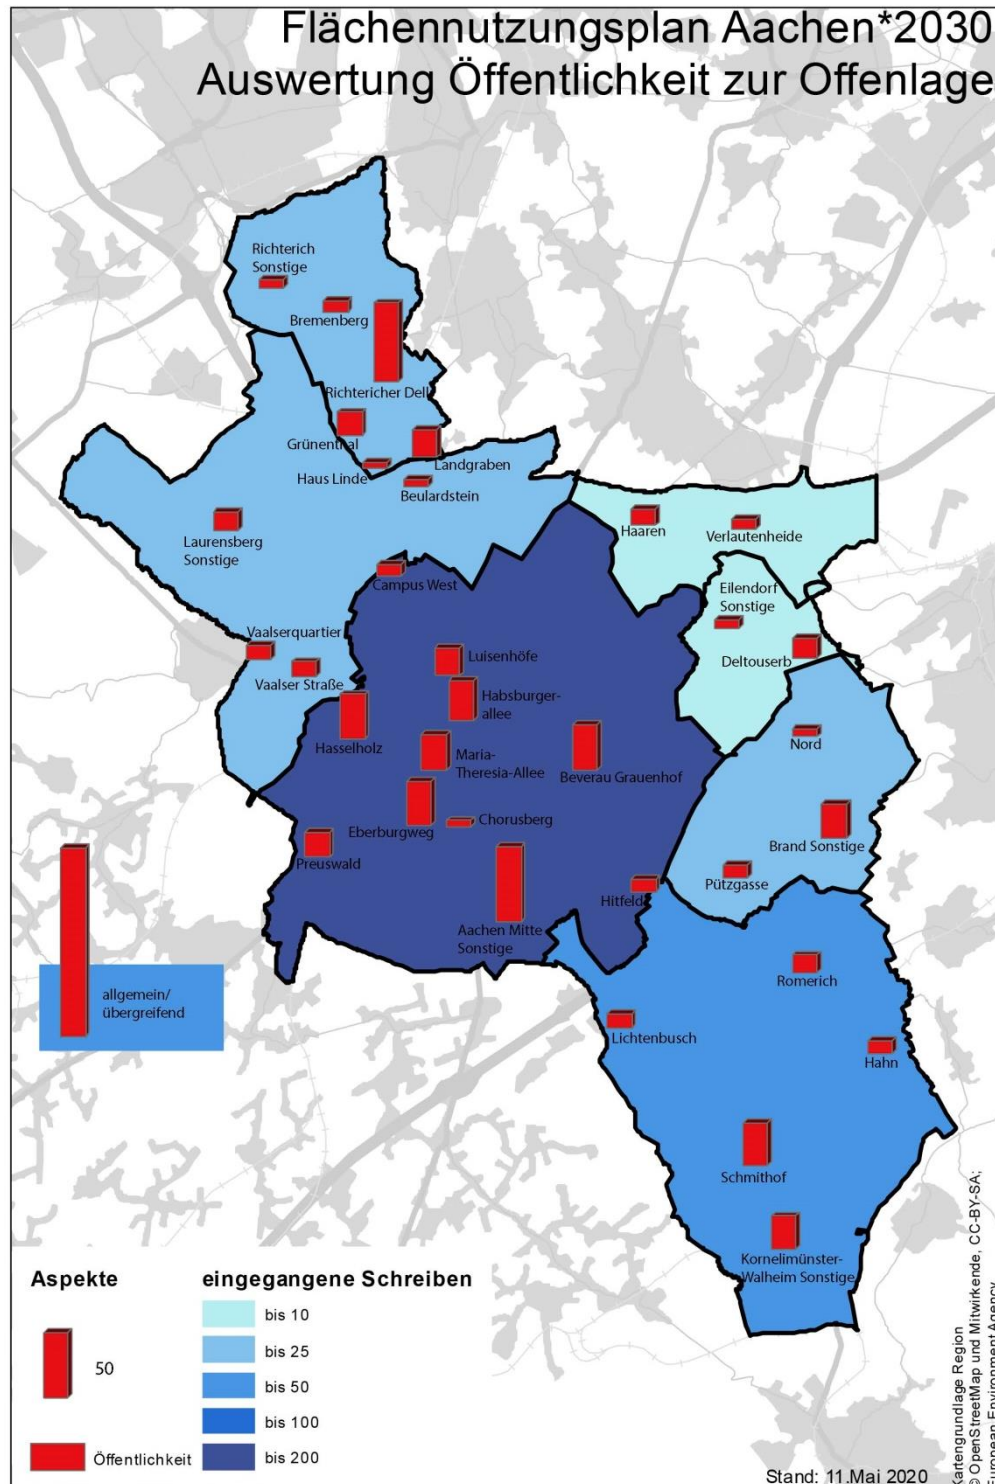 Flächennutzungsplan Aachen*2030
Auswertung Öffentlichkeit zur Offenlage
Richterich
Sonstige
Bremenberg
Richtericher Dell
Grünenthal
Haus Linde
Landgraben
Beulardstein
Laurensberg
Sonstige
Haaren
Verlautenheide
Campus West
Eilendorf
Sonstige
Vaalserquartier
Deltouserb
Luisenhöfe
Vaalser Straße
Habsburger-
allee
Nord
Hasselholz
Maria-
Theresia-Allee
Beverau Grauenhof
Chorusberg
Eberburgweg
Brand Sonstige
Preuswald
Pützgasse
Hitfeld
Aachen Mitte
Sonstige
Romerich
allgemein/
übergreifend
Lichtenbusch
Hahn
Schmithof
Kornelimünster-
Walheim Sonstige
Aspekte
50
Öffentlichkeit
eingegangene Schreiben
bis 10
bis 25
bis 50
bis 100
bis 200
Stand: 11.Mai 2020
Kartengrundlage Region
© OpenStreetMap und Mitwirkende, CC-BY-SA;
European Environment Agency